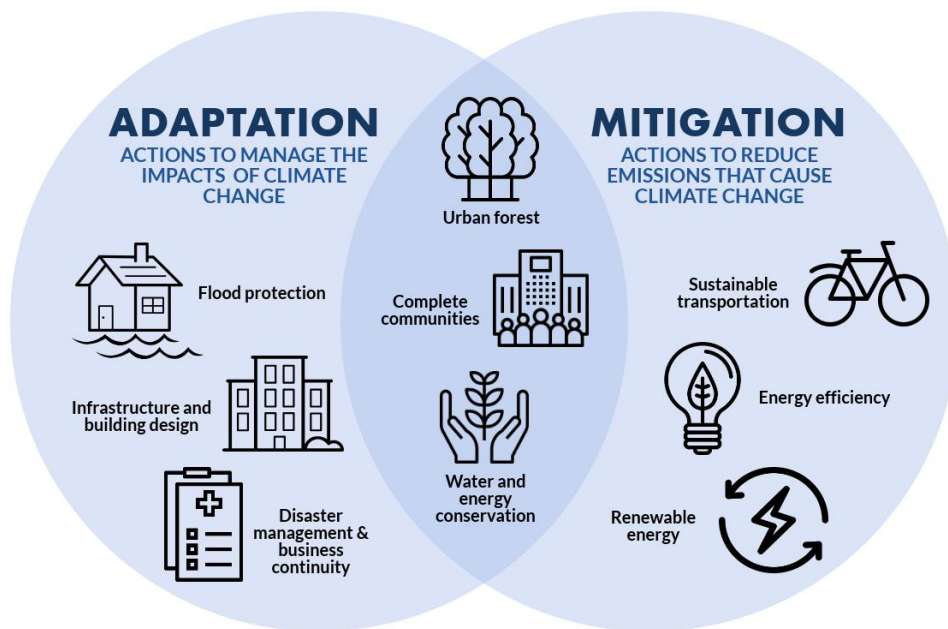 ADAPTATION
ACTIONS TO MANAGE THE
IMPACTS OF CLIMATE
CHANGE
Flood protection
Infrastructure and
building design
Disaster
management &
business
continuity
Urban forest
Complete
communities
Water and
energy
conservation
MITIGATION
ACTIONS TO REDUCE
EMISSIONS THAT CAUSE
CLIMATE CHANGE
Sustainable
transportation
Energy efficiency
Renewable
energy